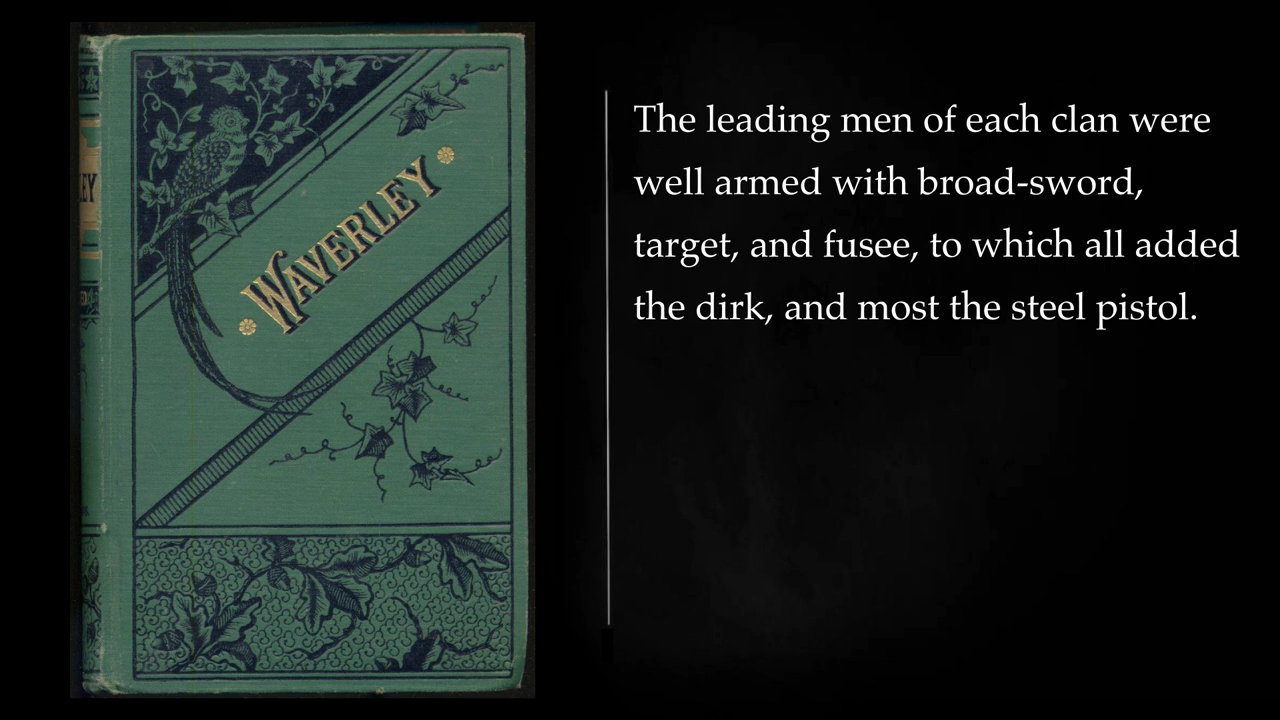 EY
WAVERLEY
The leading men of each clan were
well armed with broad-sword,
target, and fusee, to which all added
the dirk, and most the steel pistol.